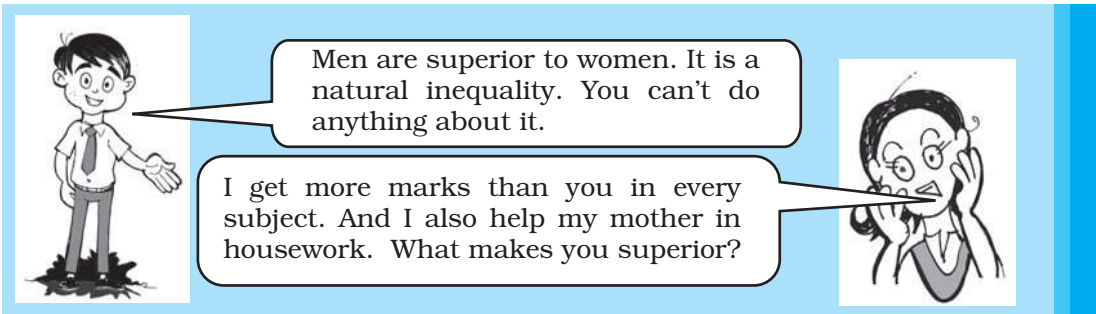 Men are superior to women. It is a
natural inequality. You can't do
anything about it.
I get more marks than you in every
subject. And I also help my mother in
housework.  What makes you superior?